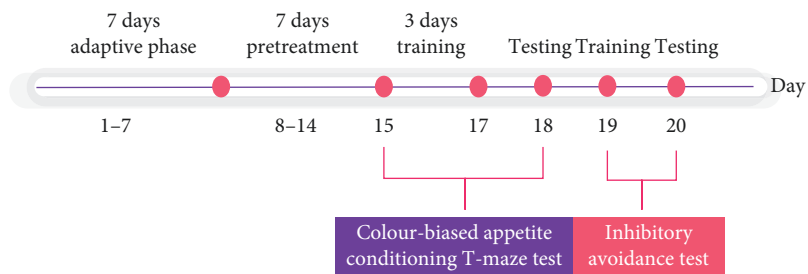 7 days
adaptive phase
7 days
pretreatment
3 days
training
Testing Training Testing
Day
1–7
8–14
15
17
18
19
20
Colour-biased appetite
conditioning T-maze test
Inhibitory
avoidance test